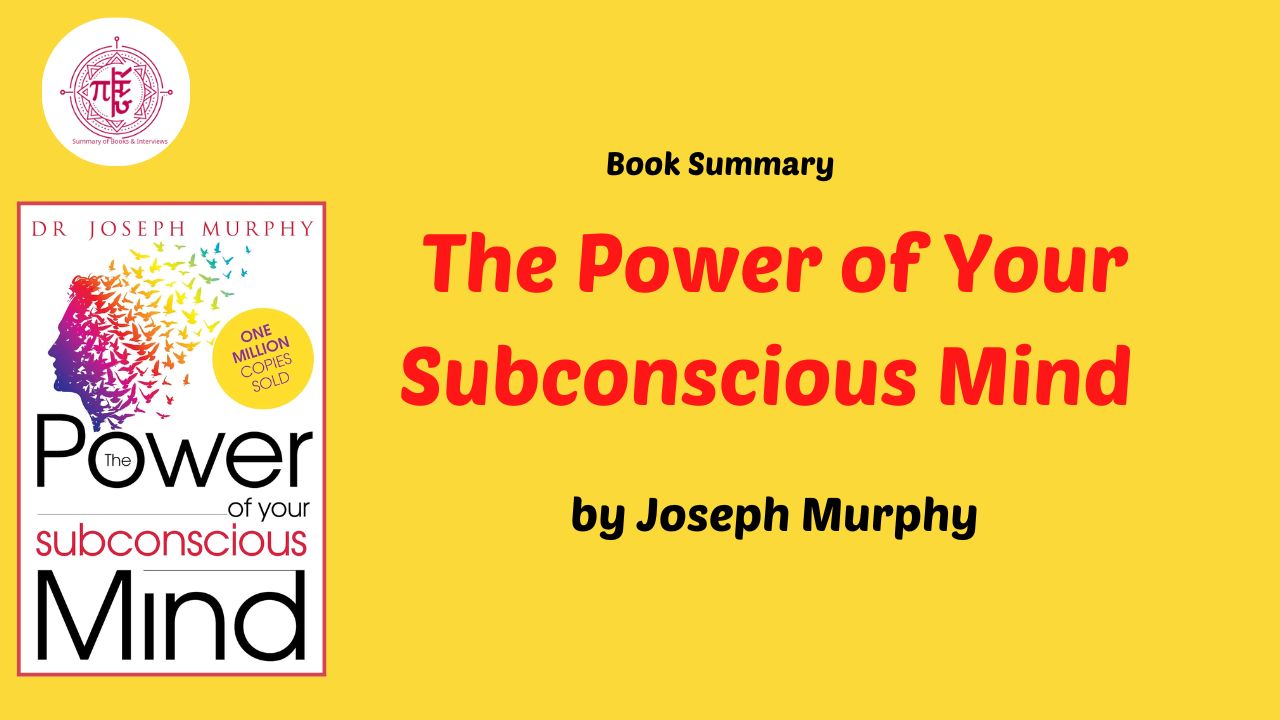 Summary of Books & Interviews
Book Summary
The Power of Your
Subconscious Mind
by Joseph Murphy
DR JOSEPH MURPHY
ONE
MILLION
COPIES
SOLD
The Power
of your
subconscious
Mind